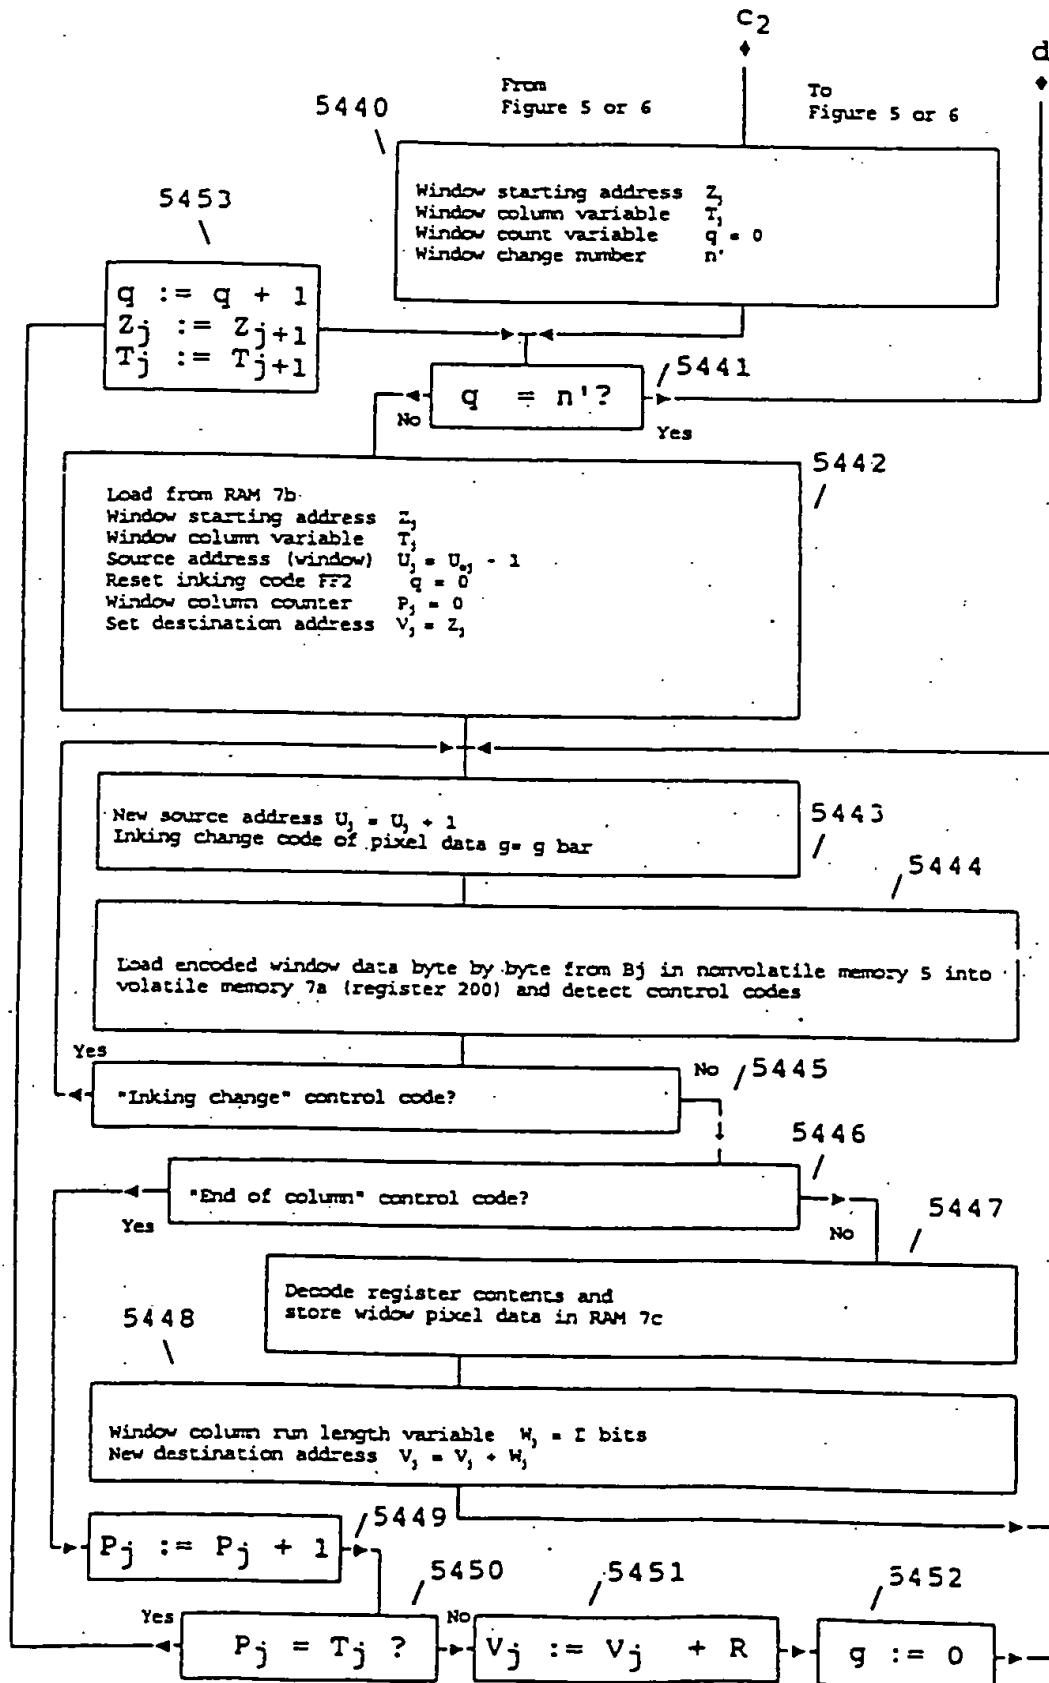 c2
d
From
Figure 5 or 6
To
Figure 5 or 6
5440
Window starting address Zj
Window column variable Tj
Window count variable q = 0
Window change number n'
5453
q := q + 1
Zj := Zj+1
Tj := Tj+1
q = n'?
5441
No
Yes
5442
Load from RAM 7b
Window starting address Zj
Window column variable Tj
Source address (window) Uj = Uoj - 1
Reset inking code FF2 q = 0
Window column counter Pj = 0
Set destination address Vj = Zj
New source address Uj = Uj + 1
Inking change code of pixel data g= g bar
5443
5444
Load encoded window data byte by byte from Bj in nonvolatile memory 5 into
volatile memory 7a (register 200) and detect control codes
Yes
"Inking change" control code?
No
5445
5446
"End of column" control code?
Yes
No
5447
Decode register contents and
store widow pixel data in RAM 7c
5448
Window column run length variable Wj = Σ bits
New destination address Vj = Vj + Wj
Pj := Pj + 1
5449
5450
5451
5452
Yes
Pj = Tj ?
No
Vj := Vj + R
g := 0